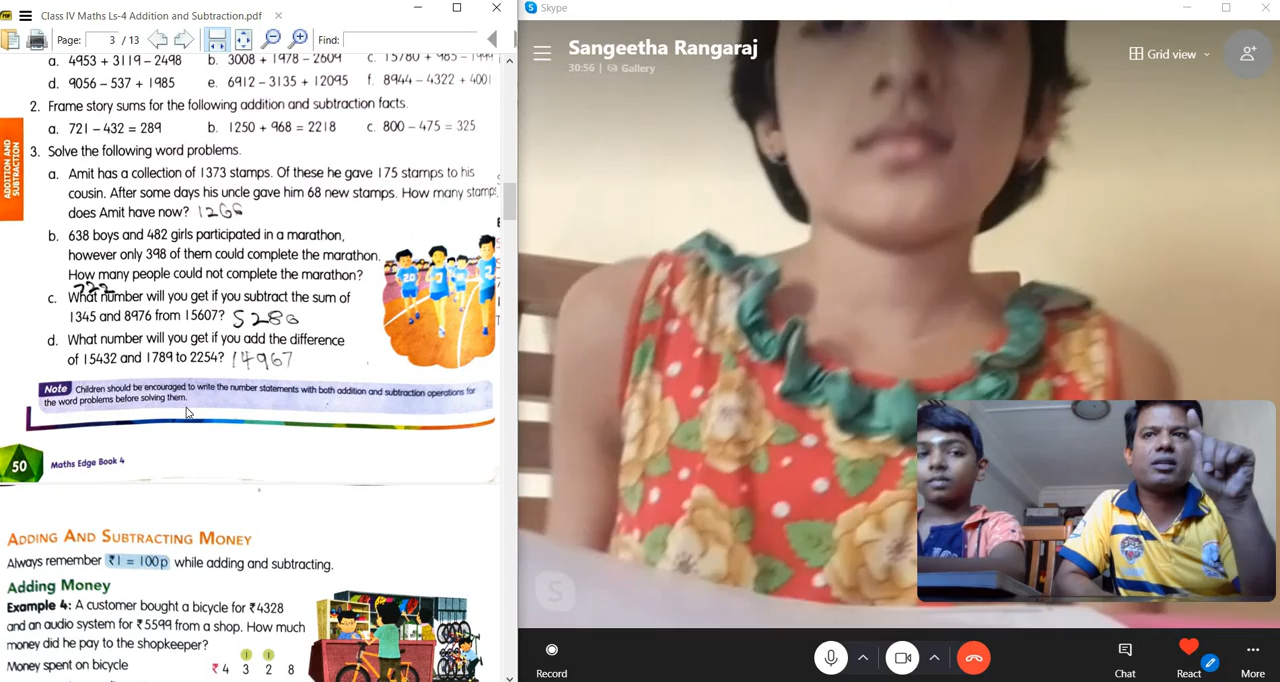 Class IV Maths Ls-4 Addition and Subtraction.pdf
Page: 3 / 13 Find:
a. 4953 + 3119 – 2498 b. 3008 + 1978 – 2609 c. 15780 + 985 – 1999
d. 9056 – 537 + 1985 e. 6912 – 3135 + 12095 f. 8944 – 4322 + 4001
2. Frame story sums for the following addition and subtraction facts.
a. 721 – 432 = 289 b. 1250 + 968 = 2218 c. 800 – 475 = 325
3. Solve the following word problems.
a. Amit has a collection of 1373 stamps. Of these he gave 175 stamps to his
cousin. After some days his uncle gave him 68 new stamps. How many stamps
does Amit have now? 1266
b. 638 boys and 482 girls participated in a marathon,
however only 398 of them could complete the marathon.
How many people could not complete the marathon?
722
c. What number will you get if you subtract the sum of
1345 and 8976 from 15607? 5286
d. What number will you get if you add the difference
of 15432 and 1789 to 2254? 14967
Note Children should be encouraged to write the number statements with both addition and subtraction operations for
the word problems before solving them.
ADDITION AND
SUBTRACTION
50 Maths Edge Book 4
ADDING AND SUBTRACTING MONEY
Always remember ₹1 = 100p while adding and subtracting.
Adding Money
Example 4: A customer bought a bicycle for ₹4328
and an audio system for ₹5599 from a shop. How much
money did he pay to the shopkeeper?
1 1
Money spent on bicycle ₹ 4 3 2 8
Skype
Sangeetha Rangaraj
30:56 | Gallery
Grid view
Record
Chat
React
More